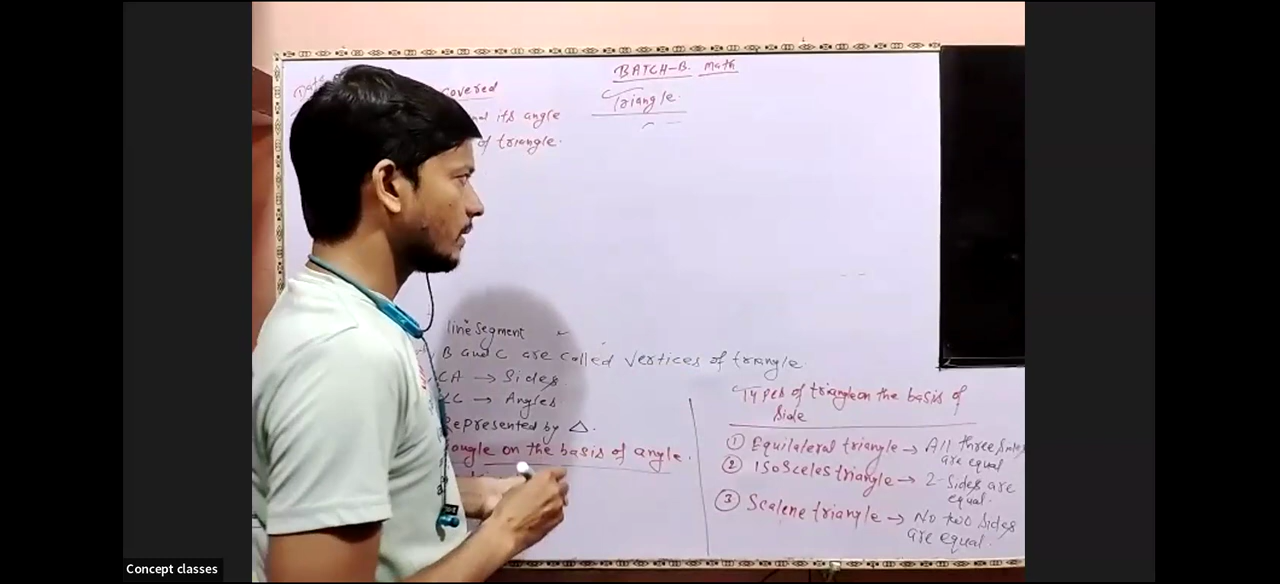 BATCH-B. Math
Triangle.
Covered
its angle
of triangle.
line segment
B and C are called vertices of triangle
CA → Sides.
∠C → Angles
Represented by △.
on the basis of angle.
Types of triangle on the basis of
Side
① Equilateral triangle → All three sides
are equal
② Isosceles triangle → 2-Sides are
equal.
③ Scalene triangle → No two sides
are equal.
Concept classes